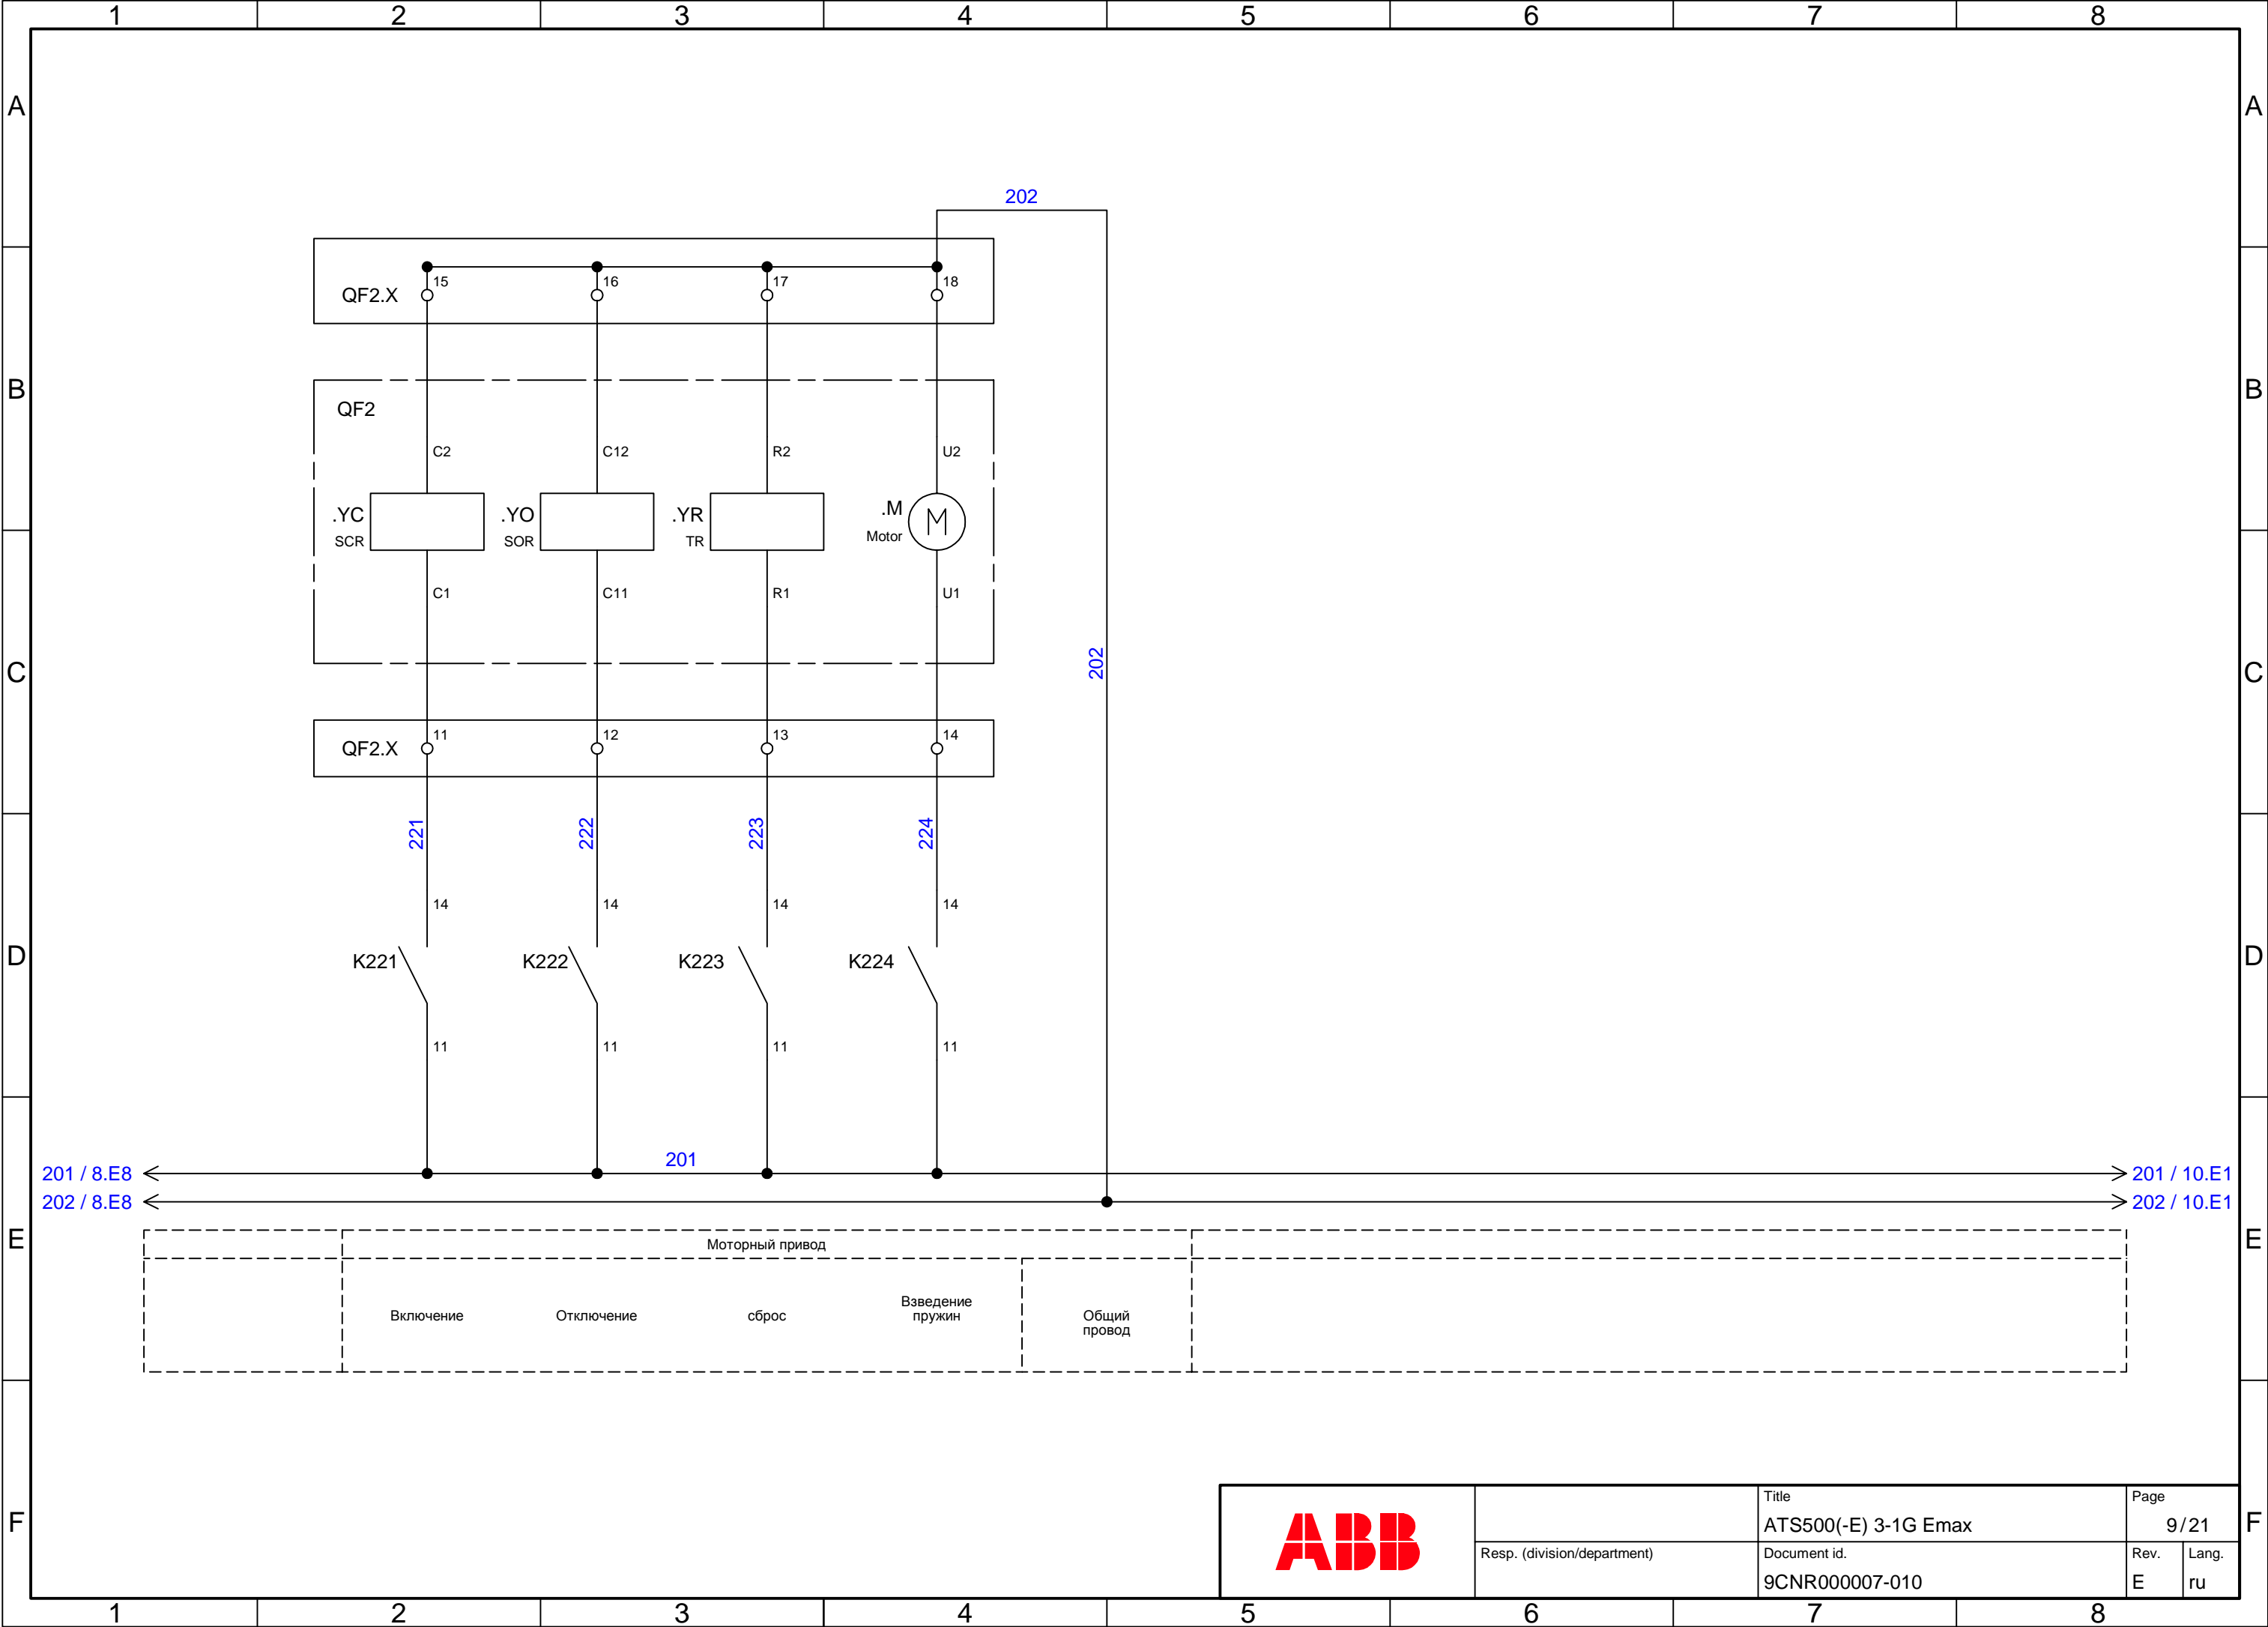 1 2 3 4 5 6 7 8
A A
202
15 16 17 18
QF2.X
B B
QF2
C2 C12 R2 U2
.YC .YO .YR .M M
SCR SOR TR Motor
C1 C11 R1 U1
202
C C
11 12 13 14
QF2.X
221 222 223 224
14 14 14 14
D K221 K222 K223 K224 D
11 11 11 11
201
201 / 8.E8 201 / 10.E1
202 / 8.E8 202 / 10.E1
E E
Моторный привод
Включение Отключение сброс Взведение
пружин
Общий
провод
ABB
Title Page
F ATS500(-E) 3-1G Emax 9/21 F
Resp. (division/department) Document id. Rev. Lang.
9CNR000007-010 E ru
1 2 3 4 5 6 7 8